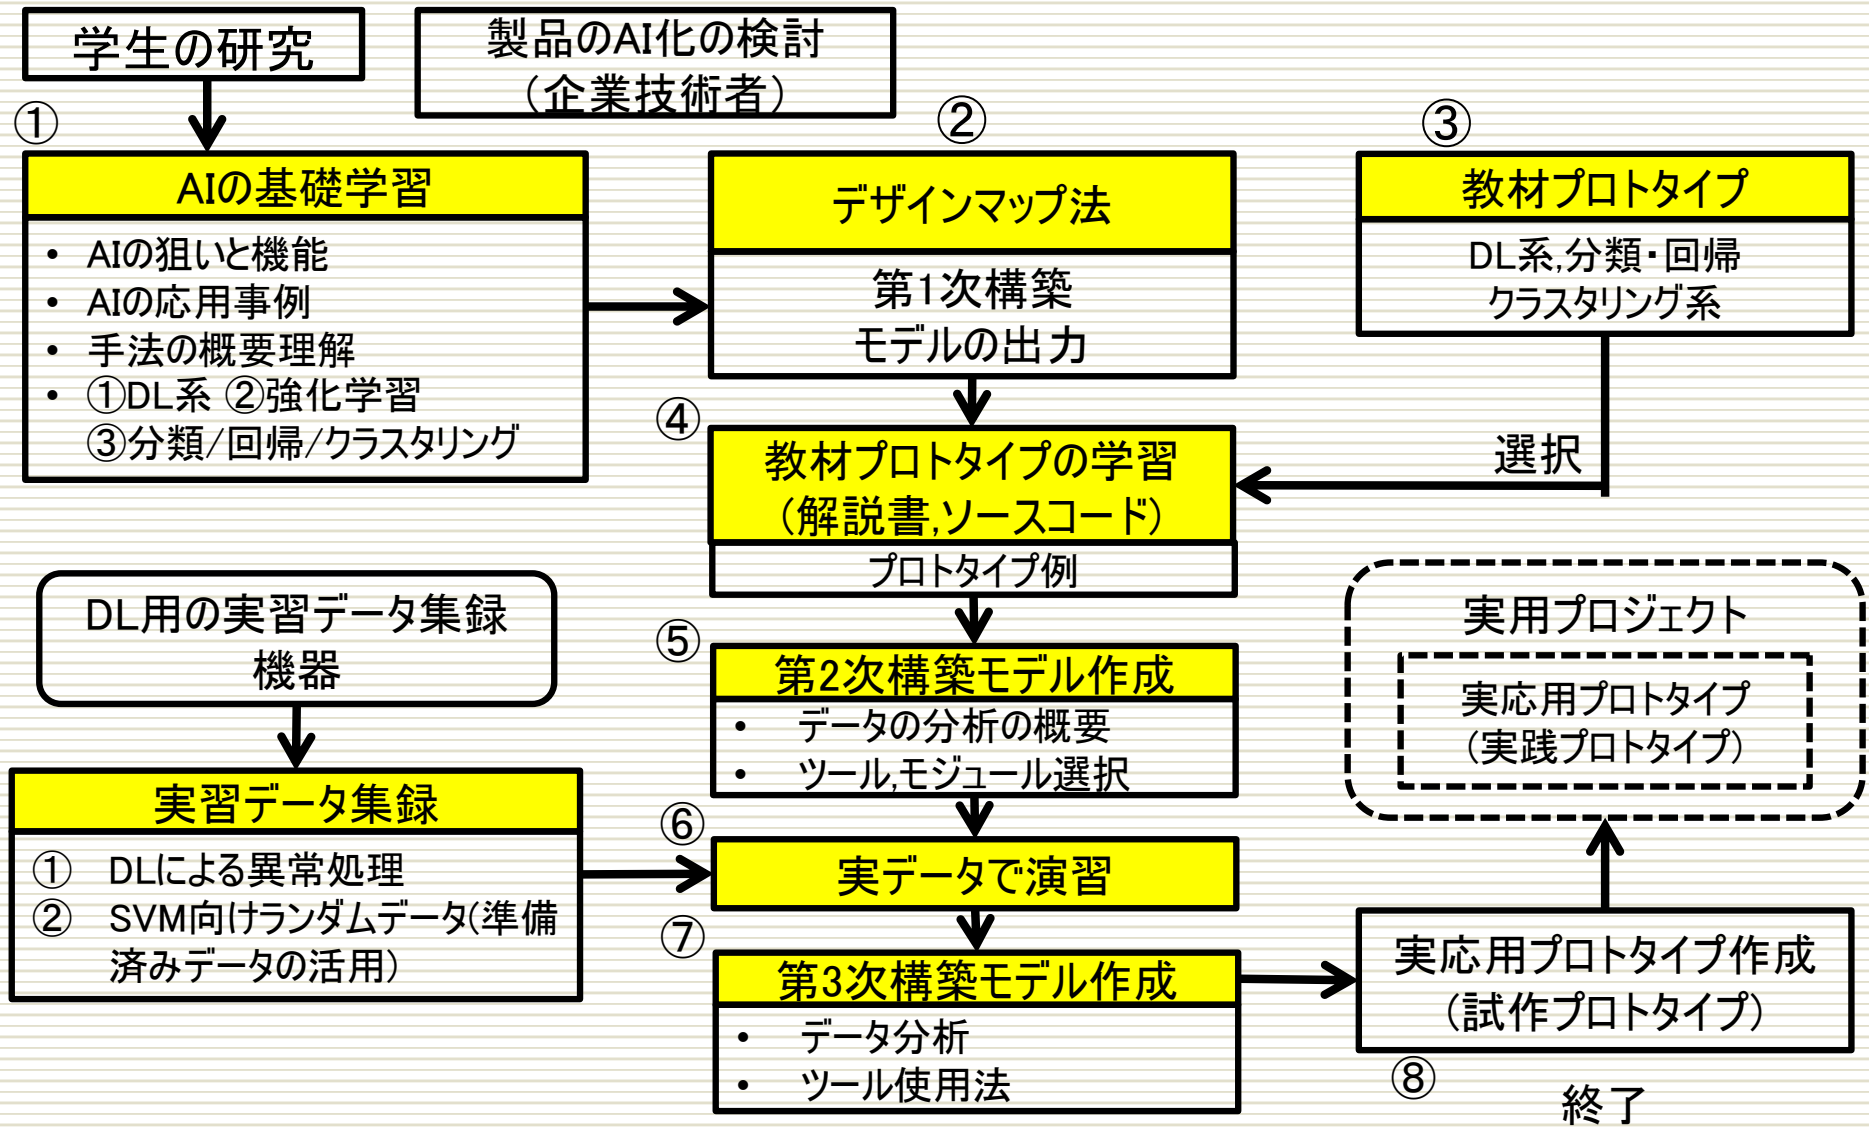 学生の研究
製品のAI化の検討
(企業技術者)
①
AIの基礎学習
• AIの狙いと機能
• AIの応用事例
• 手法の概要理解
• ①DL系 ②強化学習
③分類/回帰/クラスタリング
②
デザインマップ法
第1次構築
モデルの出力
③
教材プロトタイプ
DL系,分類・回帰
クラスタリング系
選択
④
教材プロトタイプの学習
(解説書,ソースコード)
プロトタイプ例
DL用の実習データ集録
機器
実習データ集録
① DLによる異常処理
② SVM向けランダムデータ(準備
済みデータの活用)
⑤
第2次構築モデル作成
• データの分析の概要
• ツール,モジュール選択
⑥
実データで演習
⑦
第3次構築モデル作成
• データ分析
• ツール使用法
実用プロジェクト
実応用プロトタイプ
(実践プロトタイプ)
実応用プロトタイプ作成
(試作プロトタイプ)
⑧
終了